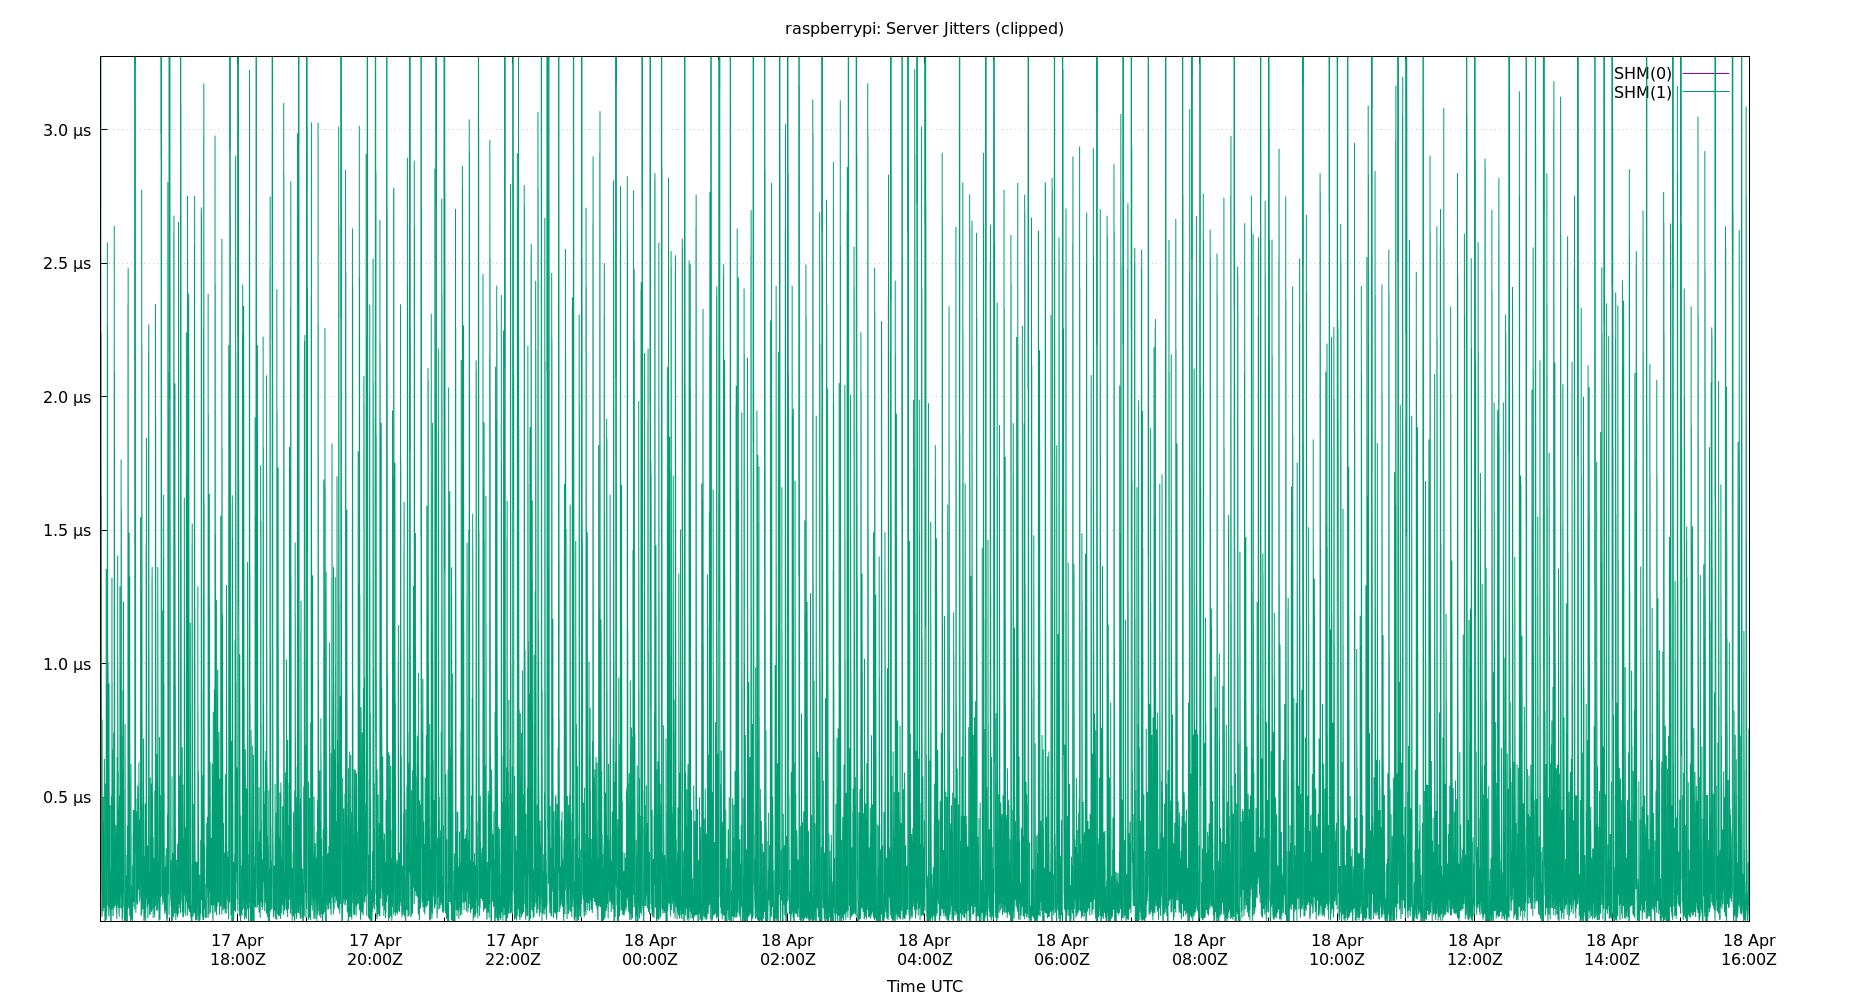 raspberrypi: Server Jitters (clipped)
SHM(0)
SHM(1)
3.0 µs
2.5 µs
2.0 µs
1.5 µs
1.0 µs
0.5 µs
17 Apr 17 Apr 17 Apr 18 Apr 18 Apr 18 Apr 18 Apr 18 Apr 18 Apr 18 Apr 18 Apr 18 Apr
18:00Z 20:00Z 22:00Z 00:00Z 02:00Z 04:00Z 06:00Z 08:00Z 10:00Z 12:00Z 14:00Z 16:00Z
Time UTC